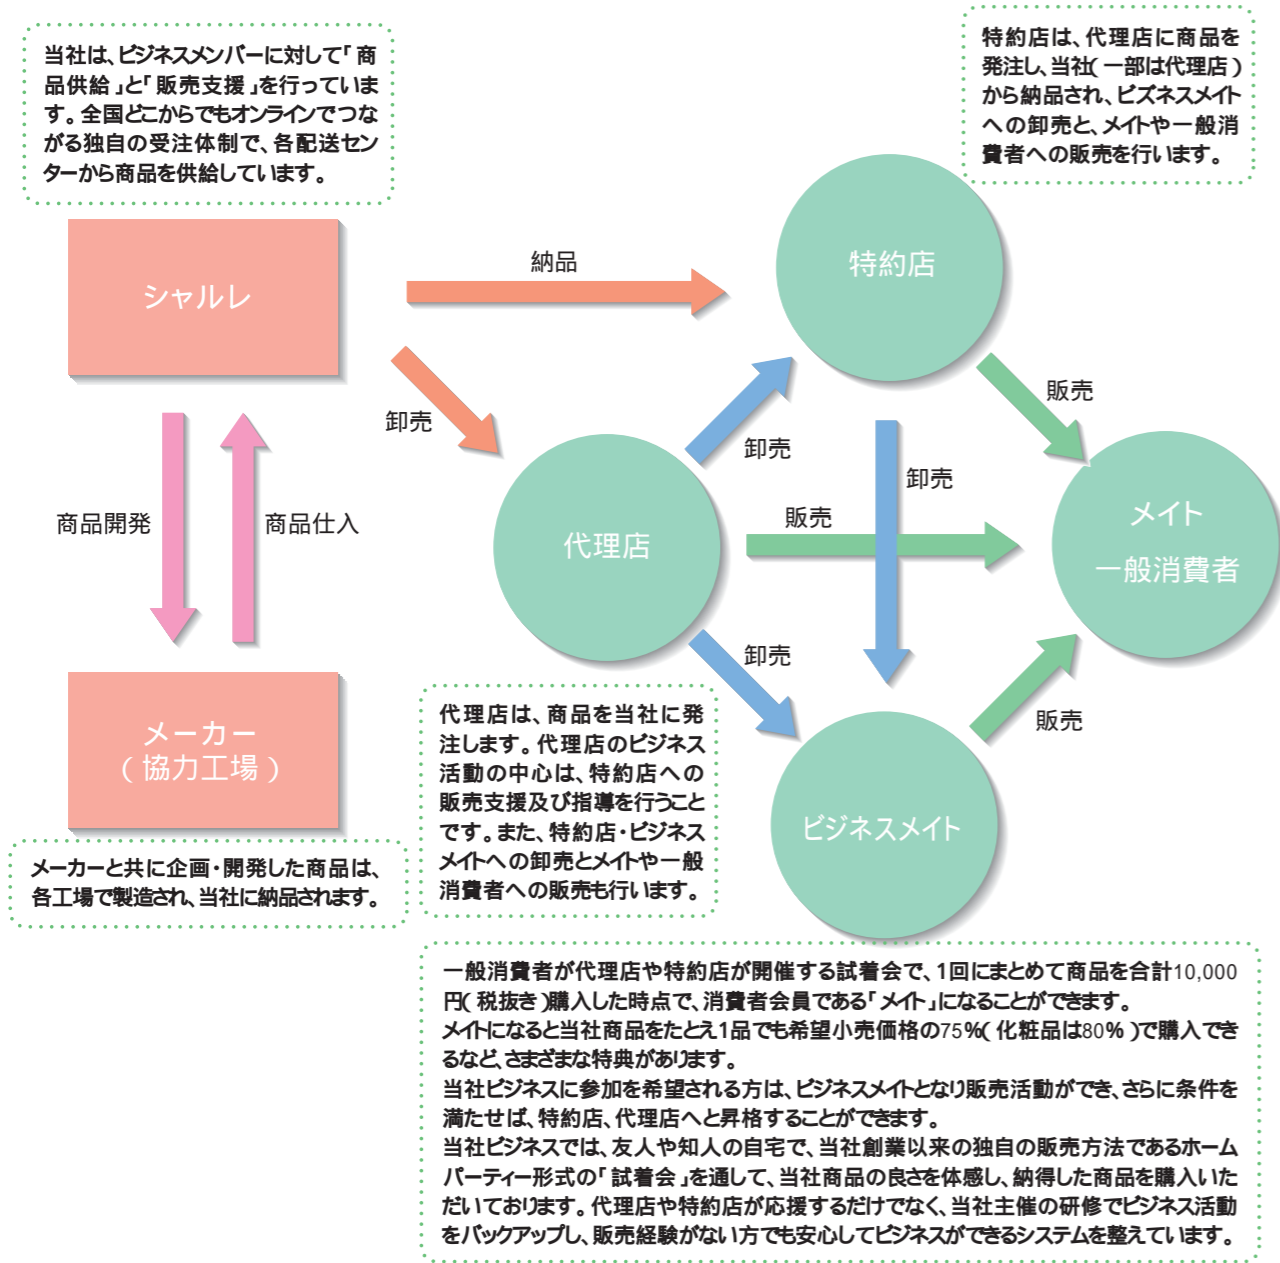 当社は、ビジネスメンバーに対して「商
品供給」と「販売支援」を行っていま
す。全国どこからでもオンラインでつな
がる独自の受注体制で、各配送セン
ターから商品を供給しています。
特約店は、代理店に商品を
発注し、当社(一部は代理店)
から納品され、ビズネスメイト
への卸売と、メイトや一般消
費者への販売を行います。
シャルレ
納品
特約店
卸売
卸売
販売
商品開発
商品仕入
代理店
販売
卸売
メイト
一般消費者
卸売
販売
メーカー
(協力工場)
ビジネスメイト
メーカーと共に企画・開発した商品は、
各工場で製造され、当社に納品されます。
代理店は、商品を当社に発
注します。代理店のビジネス
活動の中心は、特約店への
販売支援及び指導を行うこと
です。また、特約店・ビジネス
メイトへの卸売とメイトや一般
消費者への販売も行います。
一般消費者が代理店や特約店が開催する試着会で、1回にまとめて商品を合計10,000
円(税抜き)購入した時点で、消費者会員である「メイト」になることができます。
メイトになると当社商品をたとえ1品でも希望小売価格の75%(化粧品は80%)で購入でき
るなど、さまざまな特典があります。
当社ビジネスに参加を希望される方は、ビジネスメイトとなり販売活動ができ、さらに条件を
満たせば、特約店、代理店へと昇格することができます。
当社ビジネスでは、友人や知人の自宅で、当社創業以来の独自の販売方法であるホーム
パーティー形式の「試着会」を通して、当社商品の良さを体感し、納得した商品を購入いた
だいております。代理店や特約店が応援するだけでなく、当社主催の研修でビジネス活動
をバックアップし、販売経験がない方でも安心してビジネスができるシステムを整えています。